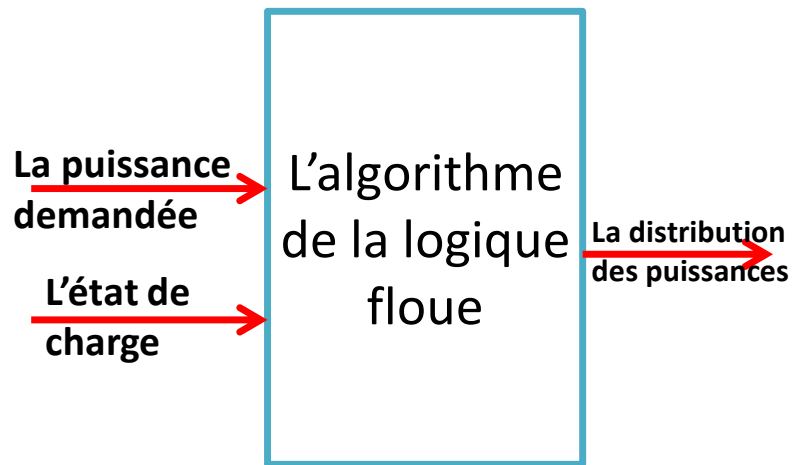 La puissance
demandée
L’état de
charge
L’algorithme
de la logique
floue
La distribution
des puissances